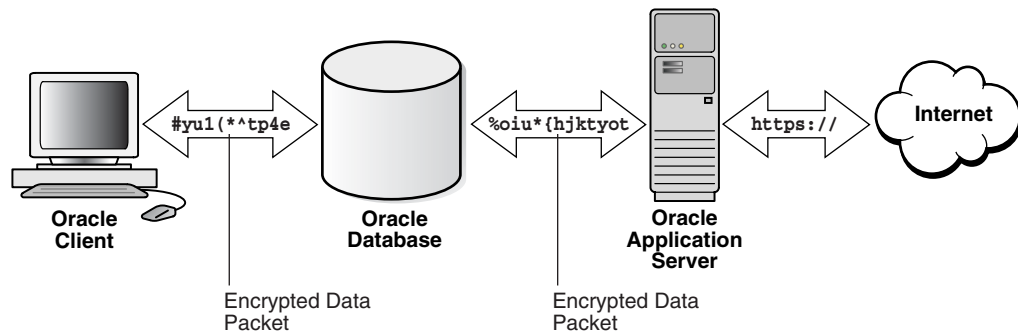 #yu1(*^tp4e
%oiu*{hjktyot
https://
Internet
Oracle
Client
Oracle
Database
Oracle
Application
Server
Encrypted Data
Packet
Encrypted Data
Packet